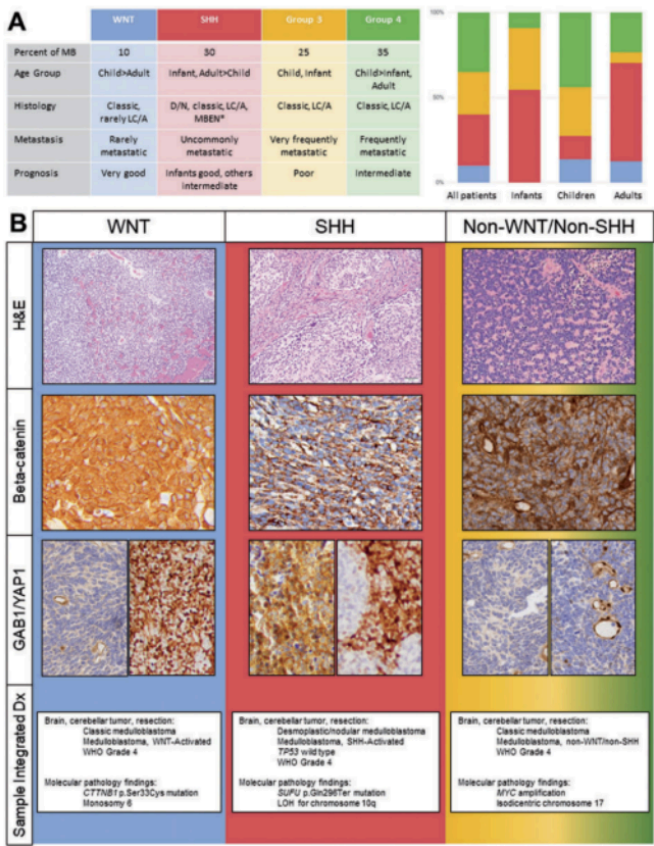 A
WNT SHH Group 3 Group 4
Percent of MB 10 30 25 35
Age Group Child>Adult Infant, Adult>Child Child, Infant Child>Infant, Adult
Histology Classic, rarely LC/A D/N, classic, LC/A, MBEN* Classic, LC/A Classic, LC/A
Metastasis Rarely metastatic Uncommonly metastatic Very frequently metastatic Frequently metastatic
Prognosis Very good Infants good, others intermediate Poor Intermediate
100%
50%
0%
All patients Infants Children Adults
B
WNT SHH Non-WNT/Non-SHH
H&E
Beta-catenin
GAB1/YAP1
Sample Integrated Dx
Brain, cerebellar tumor, resection:
Classic medulloblastoma
Medulloblastoma, WNT-Activated
WHO Grade 4
Molecular pathology findings:
CTTNB1 p.Ser33Cys mutation
Monosomy 6
Brain, cerebellar tumor, resection:
Desmoplastic/nodular medulloblastoma
Medulloblastoma, SHH-Activated
TP53 wild type
WHO Grade 4
Molecular pathology findings:
SUFU p.Gln296Ter mutation
LOH for chromosome 10q
Brain, cerebellar tumor, resection:
Classic medulloblastoma
Medulloblastoma, non-WNT/non-SHH
WHO Grade 4
Molecular pathology findings:
MYC amplification
Isodicentric chromosome 17